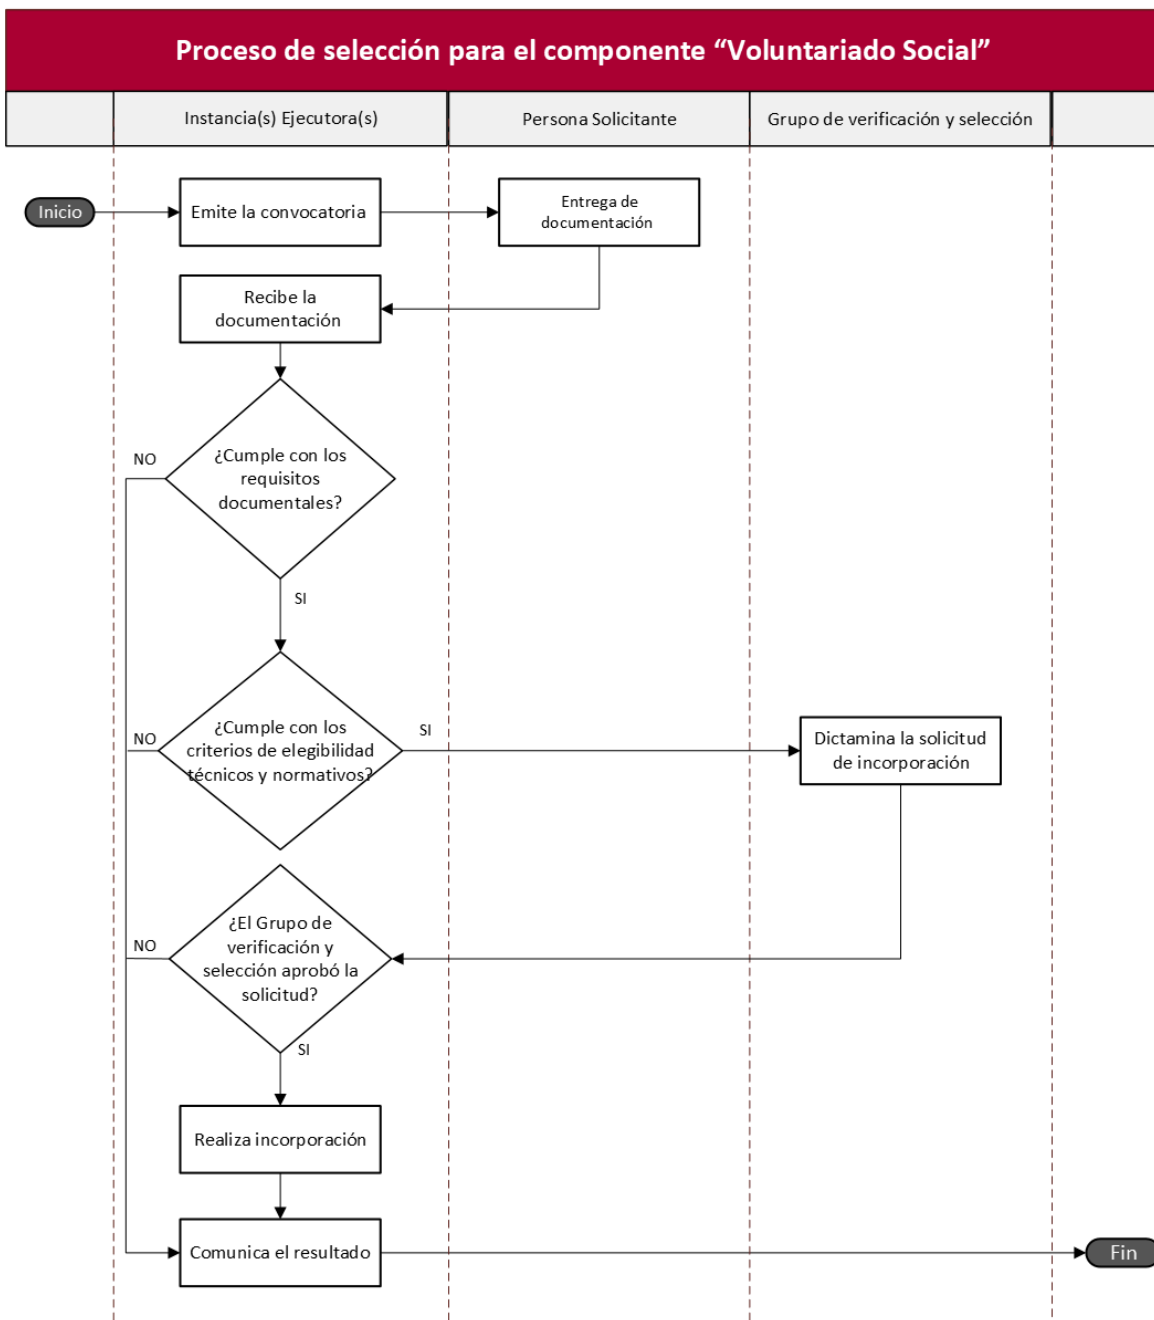 Proceso de selección para el componente “Voluntariado Social”
Instancia(s) Ejecutora(s)
Persona Solicitante
Grupo de verificación y selección
Inicio
Emite la convocatoria
Entrega de
documentación
Recibe la
documentación
¿Cumple con los
requisitos
documentales?
NO
SI
¿Cumple con los
criterios de elegibilidad
técnicos y normativos?
NO
SI
Dictamina la solicitud
de incorporación
¿El Grupo de
verificación y
selección aprobó la
solicitud?
NO
SI
Realiza incorporación
Comunica el resultado
Fin